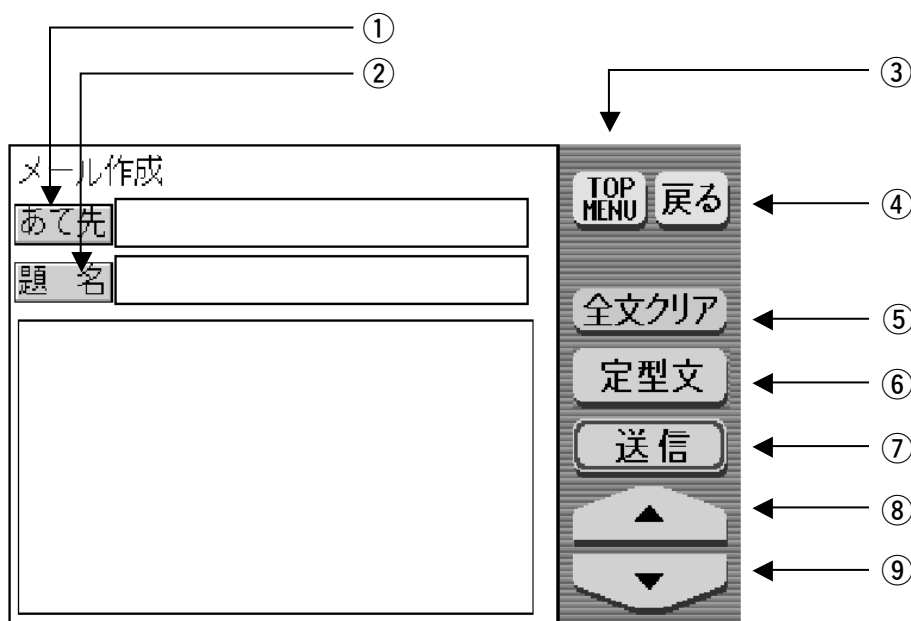 ①
②
③
メール作成
TOP
MENU
戻る
④
あて先
題 名
全文クリア
⑤
定型文
⑥
送信
⑦
▲
⑧
▼
⑨